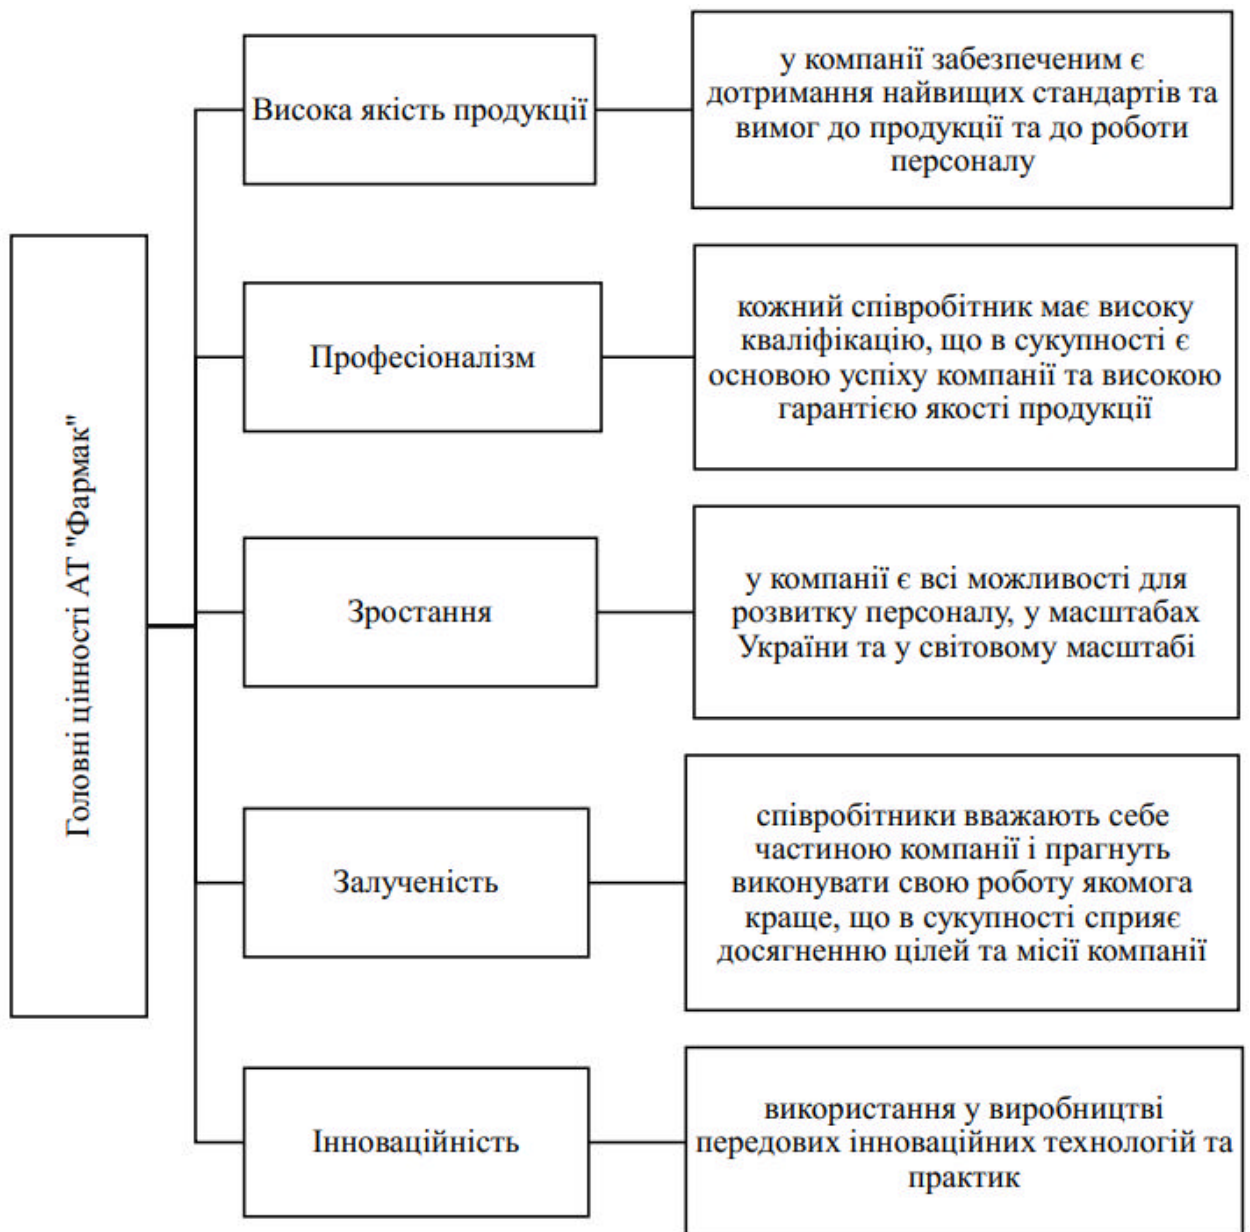 Головні цінності АТ "Фармак"
Висока якість продукції
у компанії забезпеченим є
дотримання найвищих стандартів та
вимог до продукції та до роботи
персоналу
Професіоналізм
кожний співробітник має високу
кваліфікацію, що в сукупності є
основою успіху компанії та високою
гарантією якості продукції
Зростання
у компанії є всі можливості для
розвитку персоналу, у масштабах
України та у світовому масштабі
Залученість
співробітники вважають себе
частиною компанії і прагнуть
виконувати свою роботу якомога
краще, що в сукупності сприяє
досягненню цілей та місії компанії
Інноваційність
використання у виробництві
передових інноваційних технологій та
практик